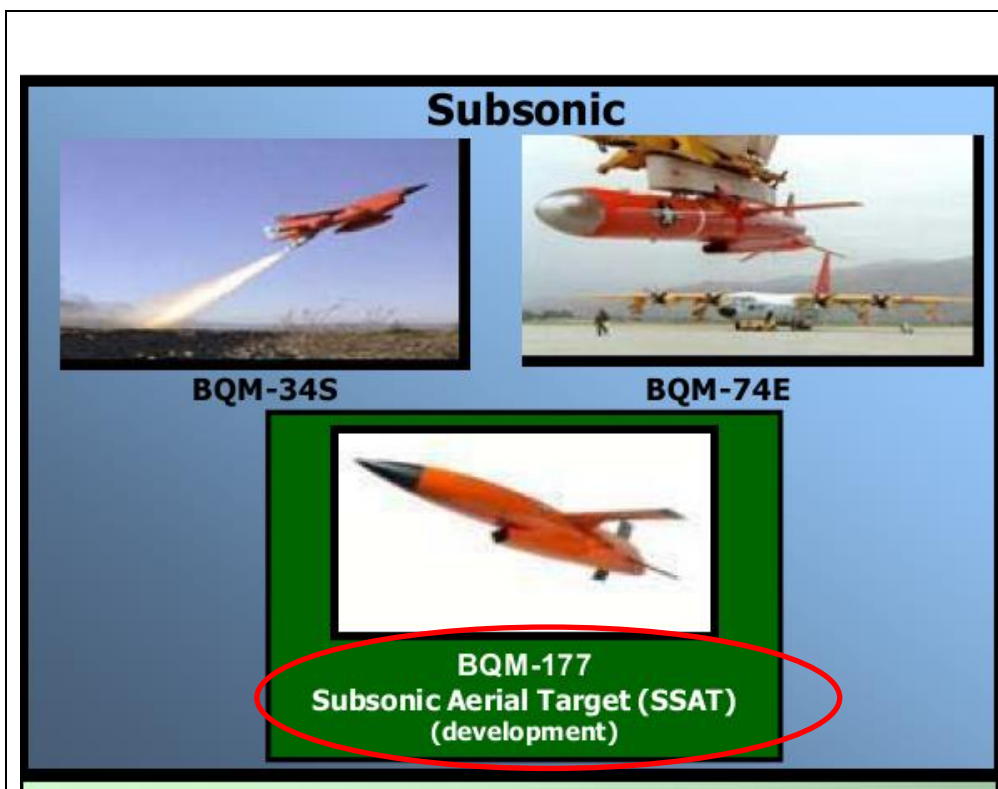 Subsonic
BQM-34S
BQM-74E
BQM-177
Subsonic Aerial Target (SSAT)
(development)